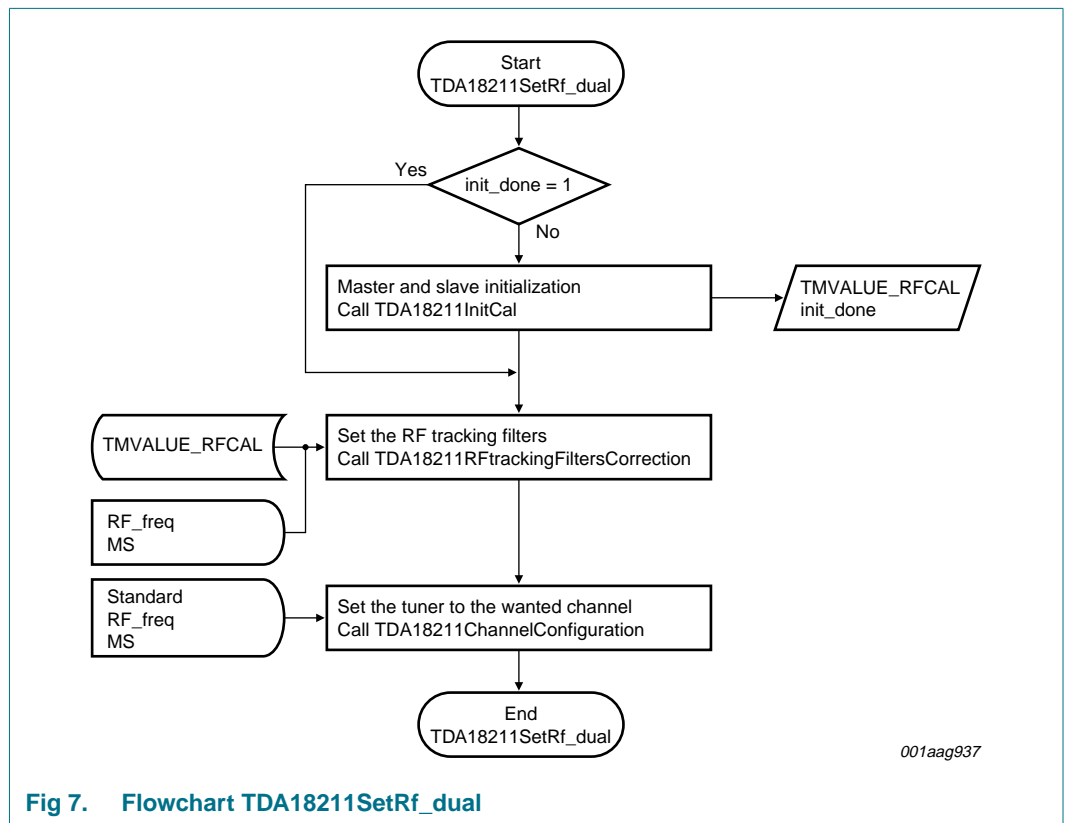 Start
TDA18211SetRf_dual
Yes
init_done = 1
No
Master and slave initialization
Call TDA18211InitCal
TMVALUE_RFCAL
init_done
TMVALUE_RFCAL
Set the RF tracking filters
Call TDA18211RFtrackingFiltersCorrection
RF_freq
MS
Standard
RF_freq
MS
Set the tuner to the wanted channel
Call TDA18211ChannelConfiguration
End
TDA18211SetRf_dual
001aag937
Fig 7. Flowchart TDA18211SetRf_dual